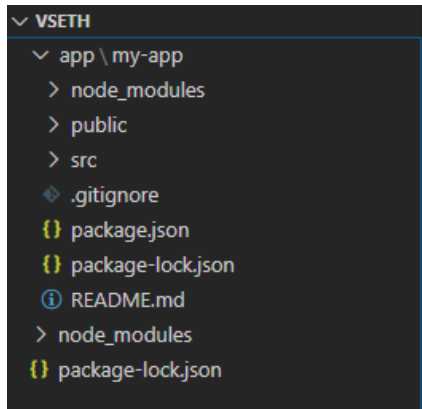 VSETH
app \ my-app
node_modules
public
src
.gitignore
{} package.json
{} package-lock.json
README.md
node_modules
{} package-lock.json